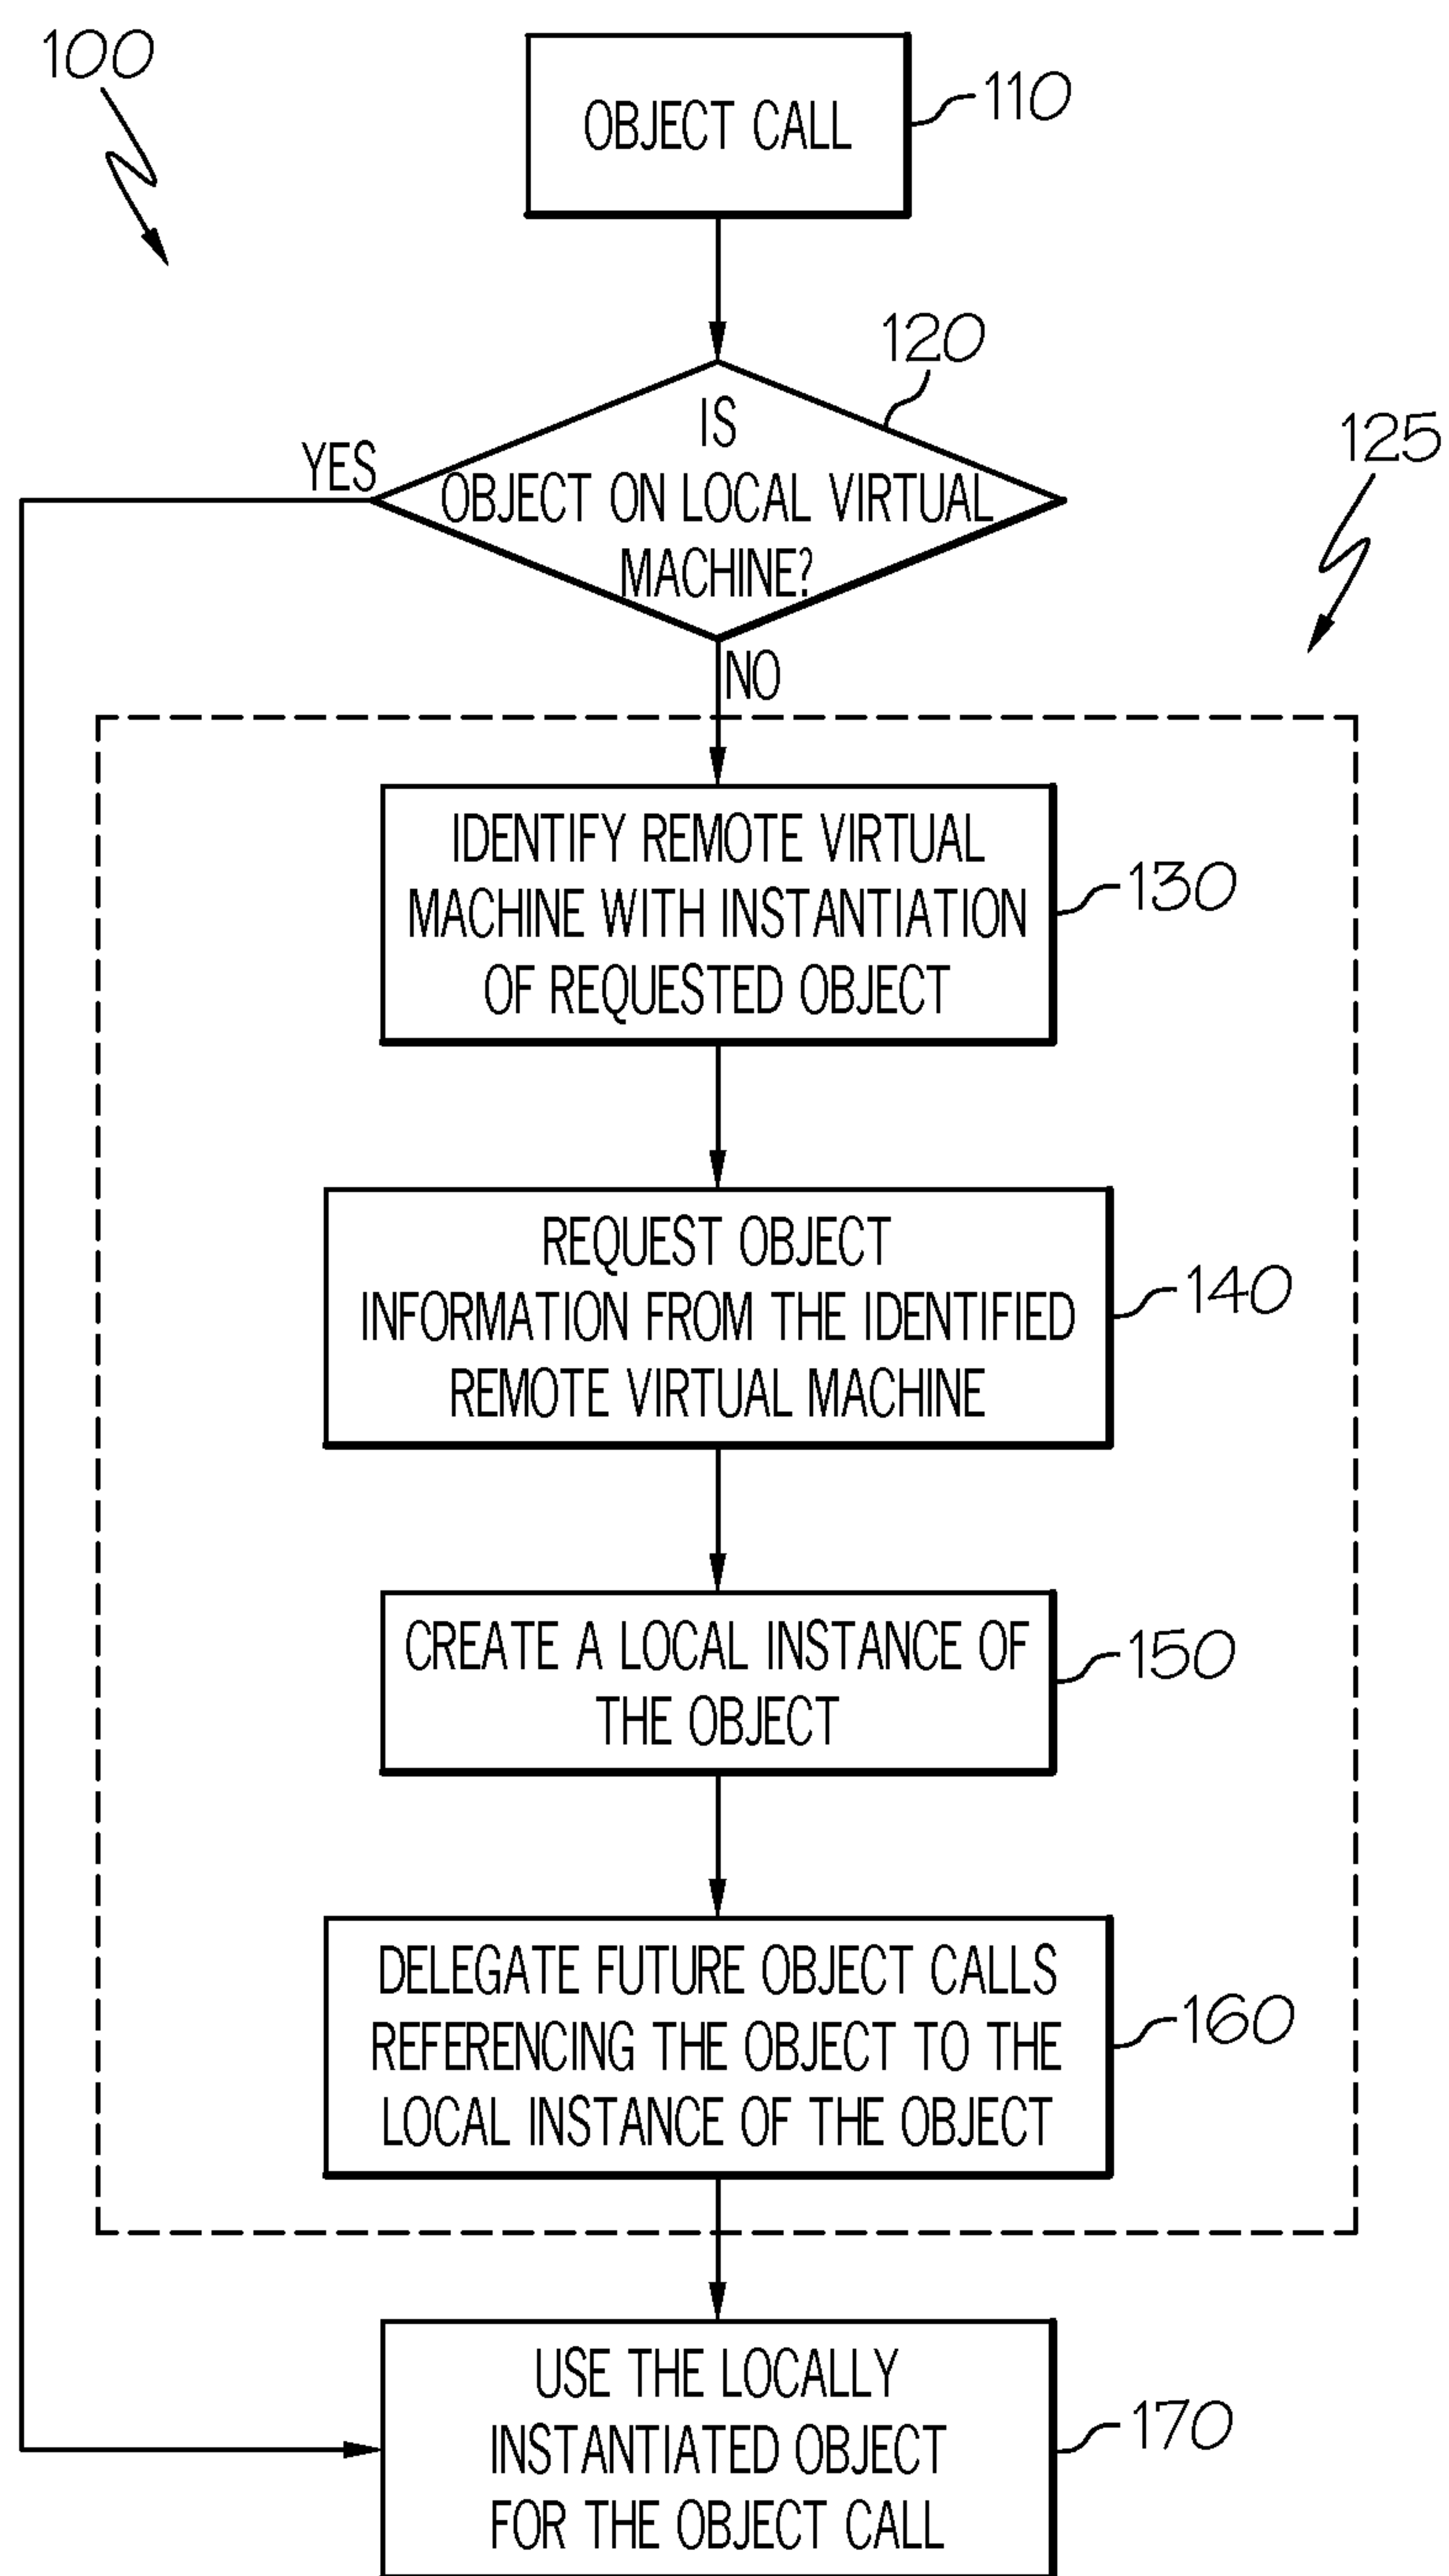 100
OBJECT CALL
110
120
IS
OBJECT ON LOCAL VIRTUAL
MACHINE?
YES
125
NO
IDENTIFY REMOTE VIRTUAL
MACHINE WITH INSTANTIATION
OF REQUESTED OBJECT
130
REQUEST OBJECT
INFORMATION FROM THE IDENTIFIED
REMOTE VIRTUAL MACHINE
140
CREATE A LOCAL INSTANCE OF
THE OBJECT
150
DELEGATE FUTURE OBJECT CALLS
REFERENCING THE OBJECT TO THE
LOCAL INSTANCE OF THE OBJECT
160
USE THE LOCALLY
INSTANTIATED OBJECT
FOR THE OBJECT CALL
170